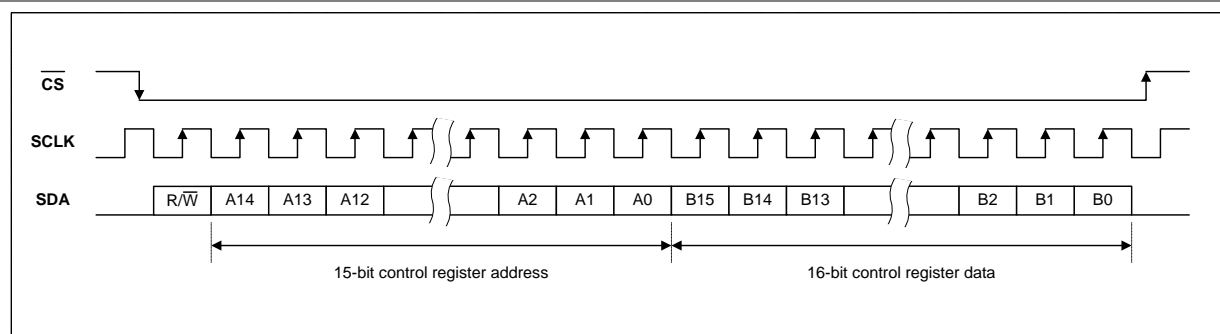 CS
SCLK
SDA R/W A14 A13 A12 A2 A1 A0 B15 B14 B13 B2 B1 B0
15-bit control register address 16-bit control register data